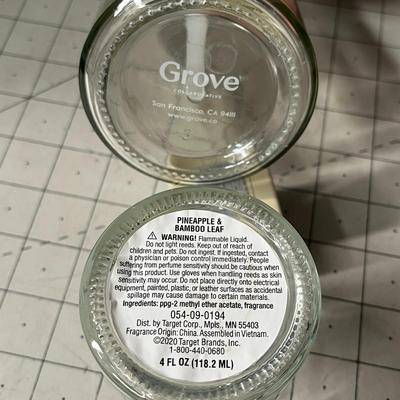 Grove
COLLABORATIVE
San Francisco, CA 94111
www.grove.co
3
PINEAPPLE &
BAMBOO LEAF
⚠ WARNING! Flammable Liquid.
Do not light reeds. Keep out of reach of
children and pets. Do not ingest. If ingested, contact
a physician or poison control immediately. People
suffering from perfume sensitivity should be cautious when
using this product. Use gloves when handling reeds as skin
sensitivity may occur. Do not place directly onto electrical
equipment, painted, plastic, or leather surfaces as accidental
spillage may cause damage to certain materials.
Ingredients: ppg-2 methyl ether acetate, fragrance
054-09-0194
Dist. by Target Corp., Mpls., MN 55403
Fragrance Origin: China. Assembled in Vietnam.
©2020 Target Brands, Inc.
1-800-440-0680
4 FL OZ (118.2 ML)